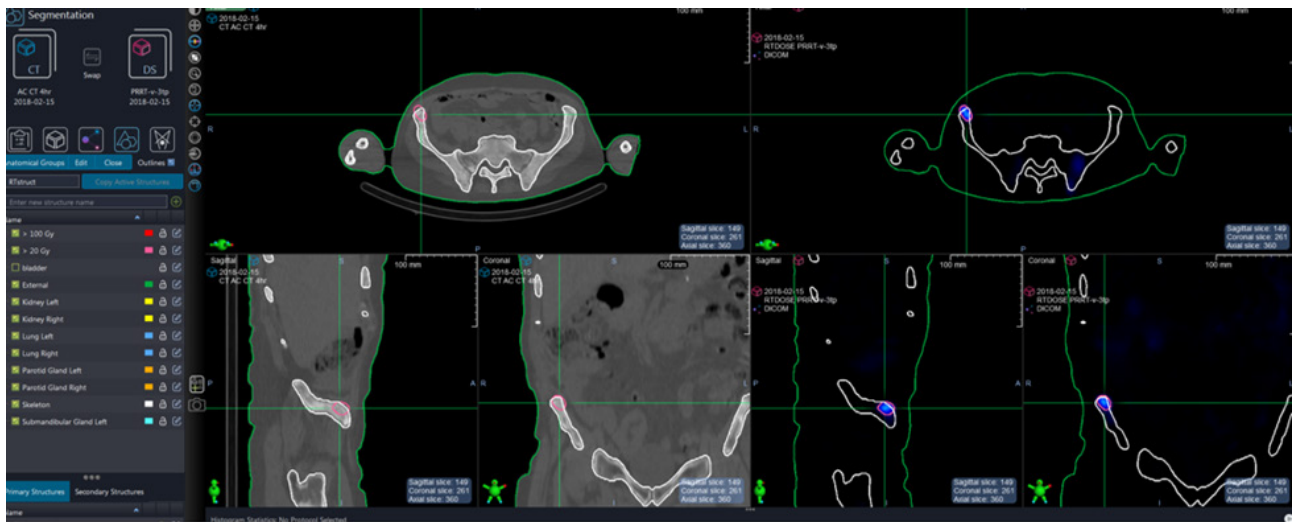 Segmentation
CT
Swap
DS
AC CT 4hr
2018-02-15
PRRT-v-3tp
2018-02-15
Anatomical Groups Edit Close Outlines
RTstruct Copy Active Structures
Enter new structure name
Name
> 100 Gy
> 20 Gy
bladder
External
Kidney Left
Kidney Right
Lung Left
Lung Right
Parotid Gland Left
Parotid Gland Right
Skeleton
Submandibular Gland Left
Primary Structures Secondary Structures
Name
2018-02-15
CT AC CT 4hr
100 mm
R
Sagittal slice: 149
Coronal slice: 261
Axial slice: 360
P
100 mm
2018-02-15
RTDOSE PRRT-v-3tp
DICOM
R
L
Sagittal slice: 149
Coronal slice: 261
Axial slice: 360
P
Sagittal
2018-02-15
CT AC CT 4hr
S
100 mm
P
A
Sagittal slice: 149
Coronal slice: 261
Axial slice: 360
Coronal
2018-02-15
CT AC CT 4hr
S
100 mm
R
L
Sagittal slice: 149
Coronal slice: 261
Axial slice: 360
Sagittal
2018-02-15
RTDOSE PRRT-v-3tp
DICOM
S
100 mm
P
A
Sagittal slice: 149
Coronal slice: 261
Axial slice: 360
Coronal
2018-02-15
RTDOSE PRRT-v-3tp
DICOM
S
100 mm
R
L
Sagittal slice: 149
Coronal slice: 261
Axial slice: 360
Histogram Statistics: No Protocol Selected